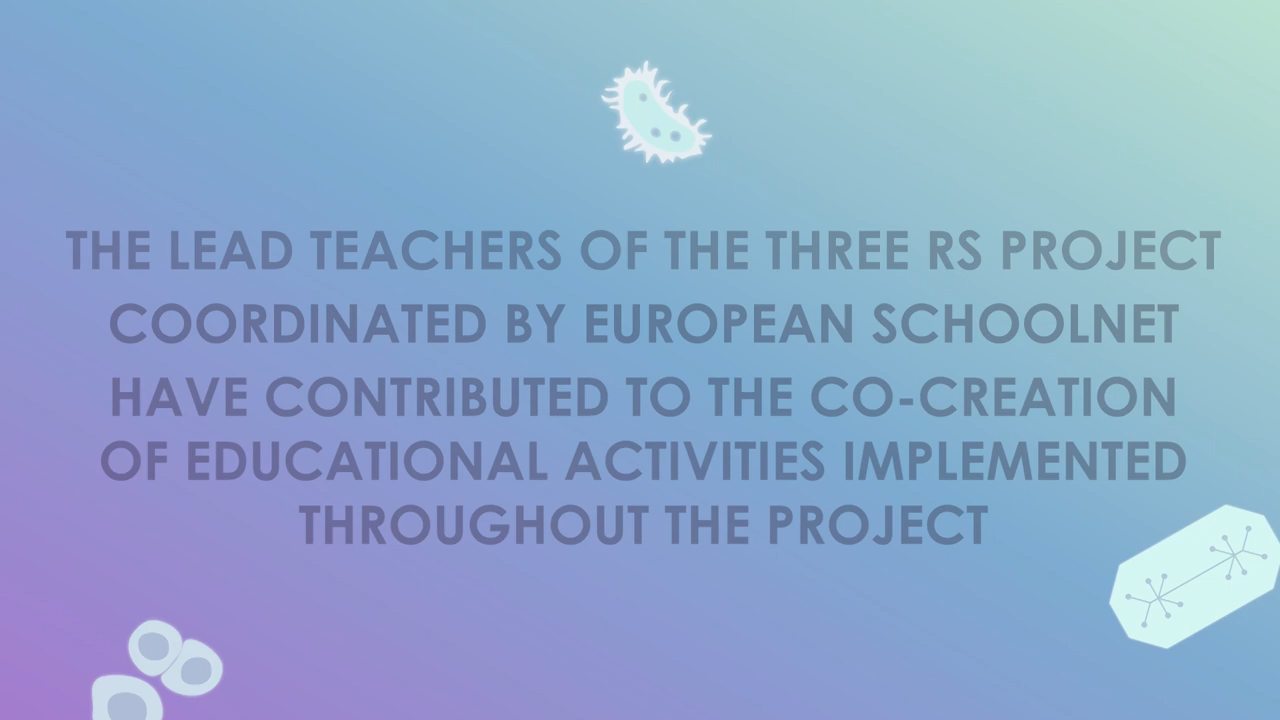 THE LEAD TEACHERS OF THE THREE RS PROJECT
COORDINATED BY EUROPEAN SCHOOLNET
HAVE CONTRIBUTED TO THE CO-CREATION
OF EDUCATIONAL ACTIVITIES IMPLEMENTED
THROUGHOUT THE PROJECT